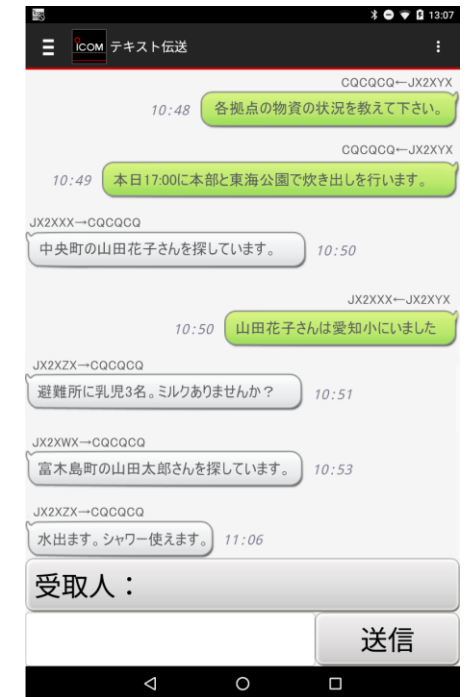 13:07
ICOM テキスト伝送
CQCQCQ←JX2XYX
10:48 各拠点の物資の状況を教えて下さい。
CQCQCQ←JX2XYX
10:49 本日17:00に本部と東海公園で炊き出しを行います。
JX2XXX→CQCQCQ
中央町の山田花子さんを探しています。 10:50
JX2XXX←JX2XYX
10:50 山田花子さんは愛知小にいました
JX2XZX→CQCQCQ
避難所に乳児3名。ミルクありませんか？ 10:51
JX2XWX→CQCQCQ
富木島町の山田太郎さんを探しています。 10:53
JX2XZX→CQCQCQ
水出ます。シャワー使えます。 11:06
受取人：
送信